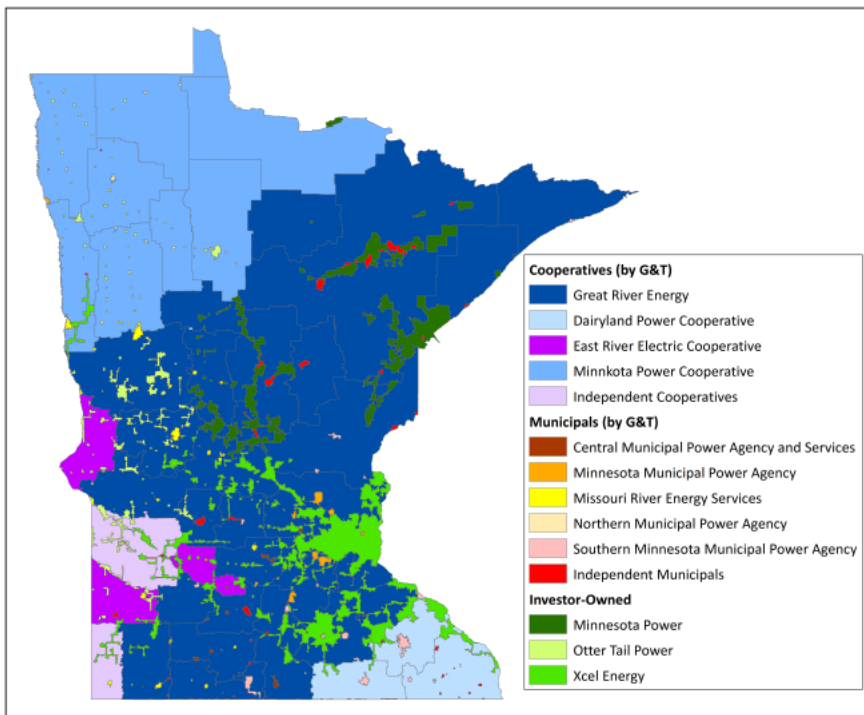 Cooperatives (by G&T)
Great River Energy
Dairyland Power Cooperative
East River Electric Cooperative
Minnkota Power Cooperative
Independent Cooperatives
Municipals (by G&T)
Central Municipal Power Agency and Services
Minnesota Municipal Power Agency
Missouri River Energy Services
Northern Municipal Power Agency
Southern Minnesota Municipal Power Agency
Independent Municipals
Investor-Owned
Minnesota Power
Otter Tail Power
Xcel Energy